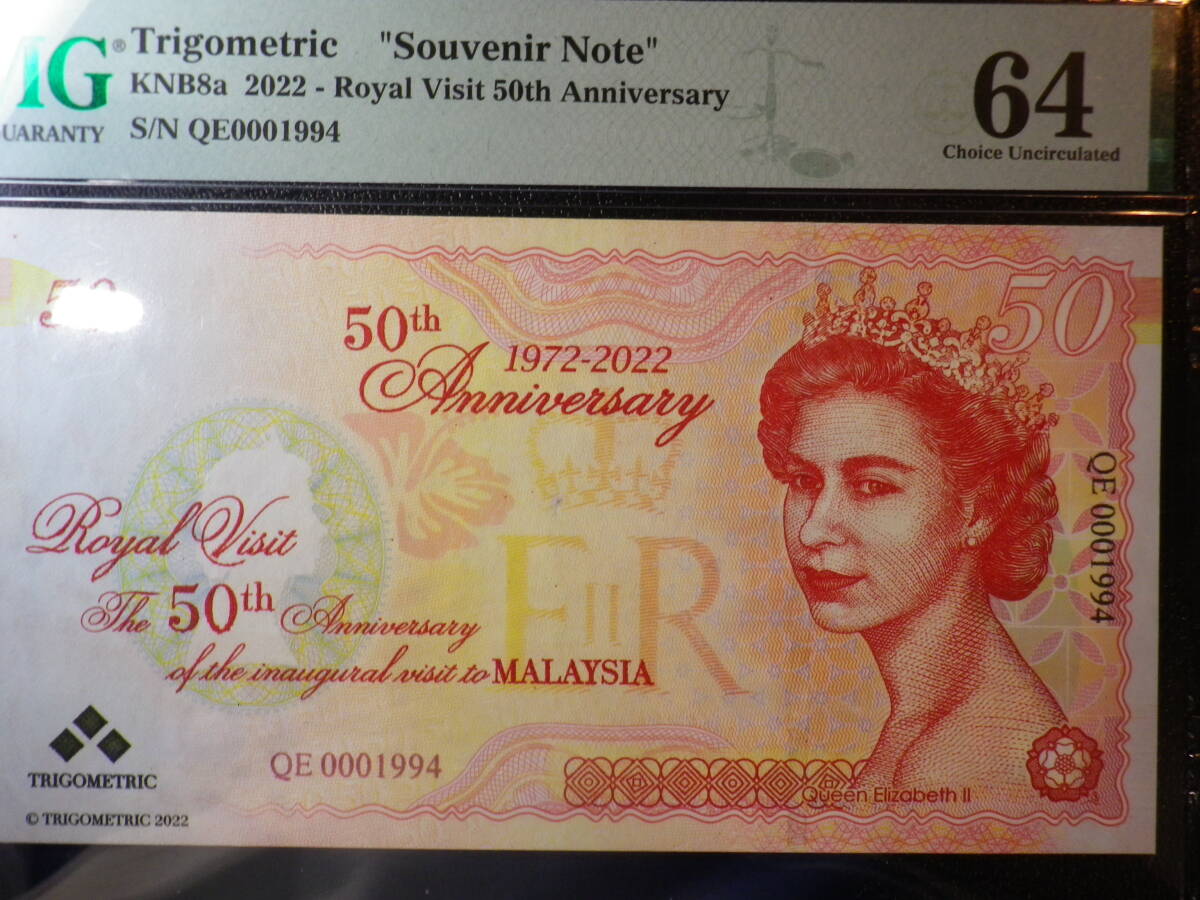 MG® Trigometric "Souvenir Note"
KNB8a 2022 - Royal Visit 50th Anniversary
UARANTY S/N QE0001994
64
Choice Uncirculated
50
50
50th
1972-2022
Anniversary
QE 0001994
Royal Visit
The 50th Anniversary
of the inaugural visit to MALAYSIA
E II R
TRIGOMETRIC
QE 0001994
Queen Elizabeth II
© TRIGOMETRIC 2022